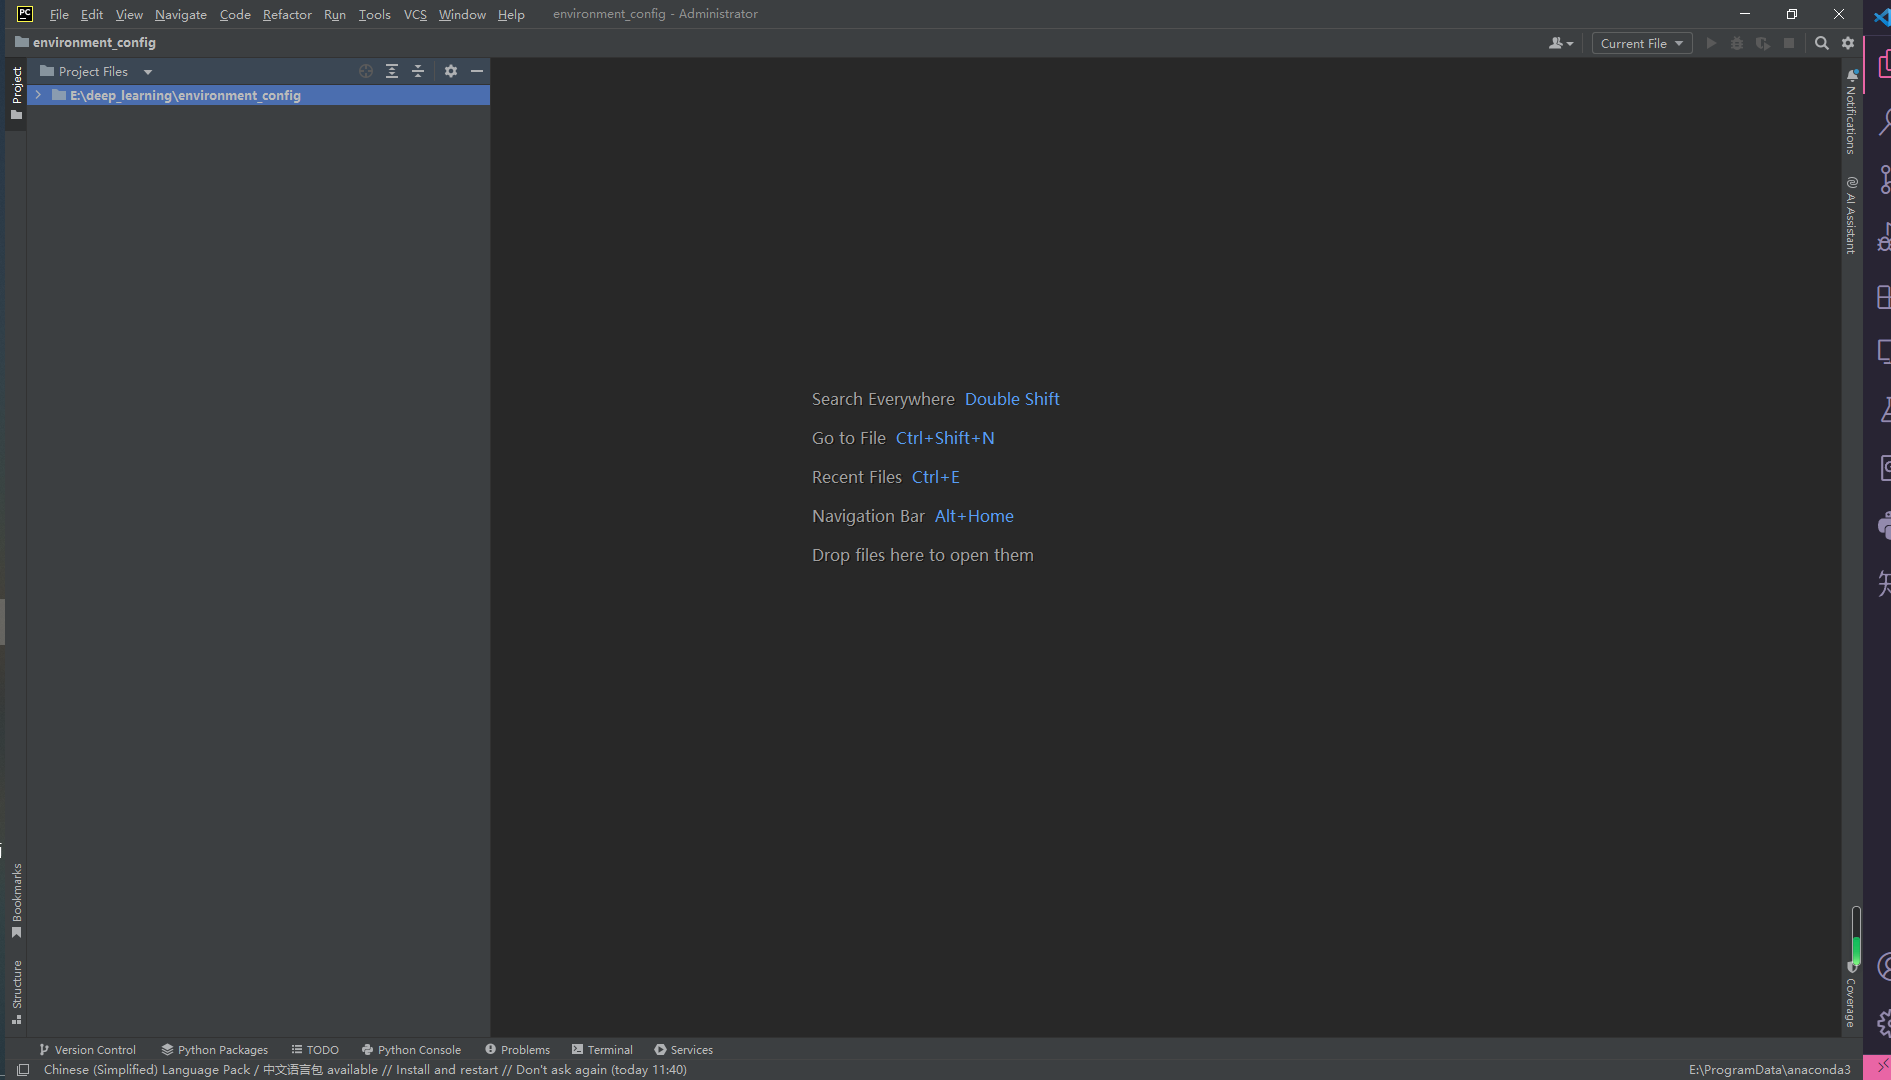 PC File Edit View Navigate Code Refactor Run Tools VCS Window Help environment_config - Administrator
environment_config
Current File
Project
Project Files
E:\deep_learning\environment_config
Notifications
AI Assistant
Search Everywhere Double Shift
Go to File Ctrl+Shift+N
Recent Files Ctrl+E
Navigation Bar Alt+Home
Drop files here to open them
Bookmarks
Structure
Coverage
Version Control Python Packages TODO Python Console Problems Terminal Services
Chinese (Simplified) Language Pack / 中文语言包 available // Install and restart // Don't ask again (today 11:40)
E:\ProgramData\anaconda3